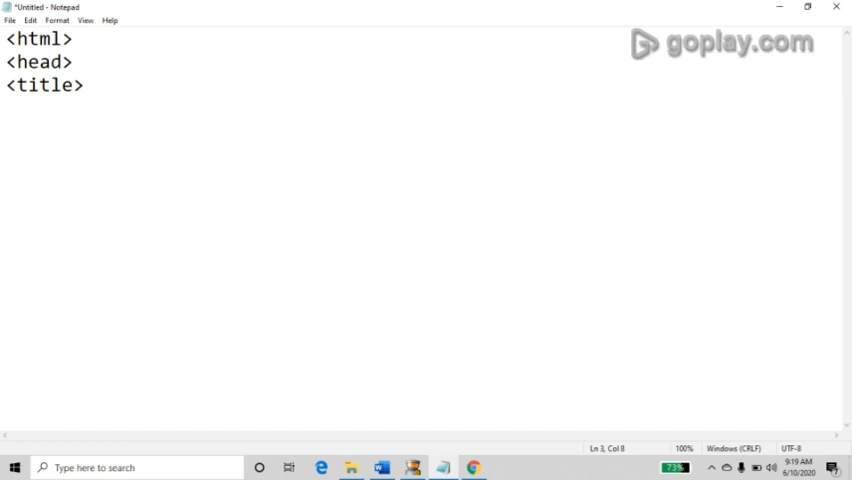 *Untitled - Notepad
File Edit Format View Help
<html>
<head>
<title>
goplay.com
Ln 3, Col 8 100% Windows (CRLF) UTF-8
Type here to search
73%
9:19 AM
6/10/2020